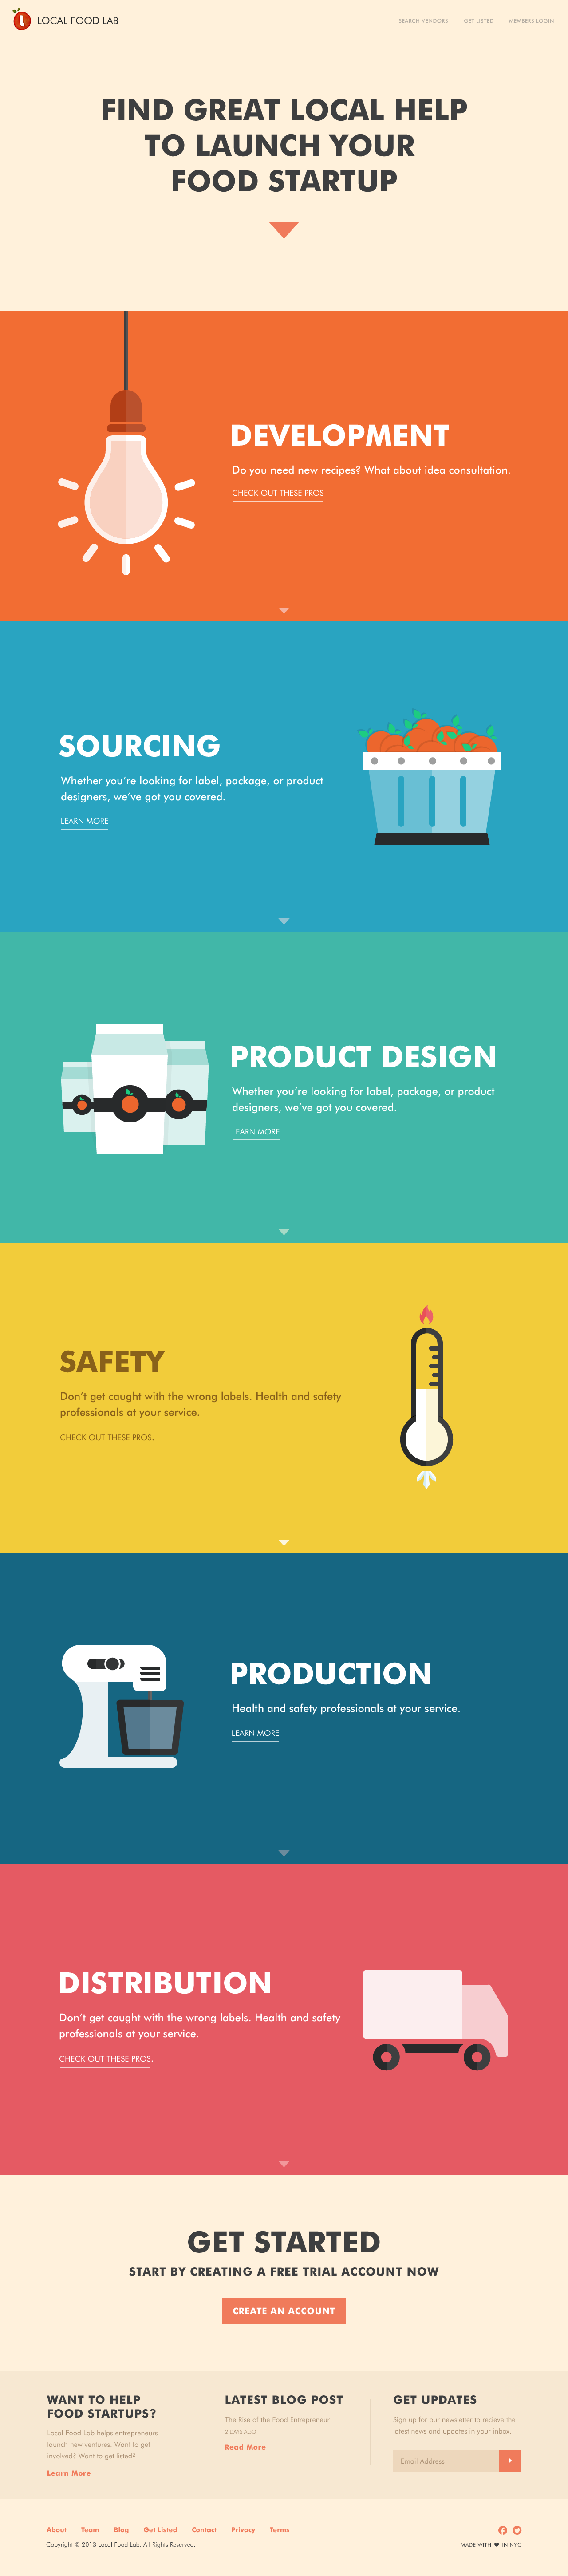 LOCAL FOOD LAB
SEARCH VENDORS GET LISTED MEMBERS LOGIN
FIND GREAT LOCAL HELP
TO LAUNCH YOUR
FOOD STARTUP
DEVELOPMENT
Do you need new recipes? What about idea consultation.
CHECK OUT THESE PROS
SOURCING
Whether you're looking for label, package, or product
designers, we've got you covered.
LEARN MORE
PRODUCT DESIGN
Whether you're looking for label, package, or product
designers, we've got you covered.
LEARN MORE
SAFETY
Don't get caught with the wrong labels. Health and safety
professionals at your service.
CHECK OUT THESE PROS.
PRODUCTION
Health and safety professionals at your service.
LEARN MORE
DISTRIBUTION
Don't get caught with the wrong labels. Health and safety
professionals at your service.
CHECK OUT THESE PROS.
GET STARTED
START BY CREATING A FREE TRIAL ACCOUNT NOW
CREATE AN ACCOUNT
WANT TO HELP
FOOD STARTUPS?
Local Food Lab helps entrepreneurs
launch new ventures. Want to get
involved? Want to get listed?
Learn More
LATEST BLOG POST
The Rise of the Food Entrepreneur
2 DAYS AGO
Read More
GET UPDATES
Sign up for our newsletter to recieve the
latest news and updates in your inbox.
Email Address
About Team Blog Get Listed Contact Privacy Terms
Copyright © 2013 Local Food Lab. All Rights Reserved.
MADE WITH ♥ IN NYC